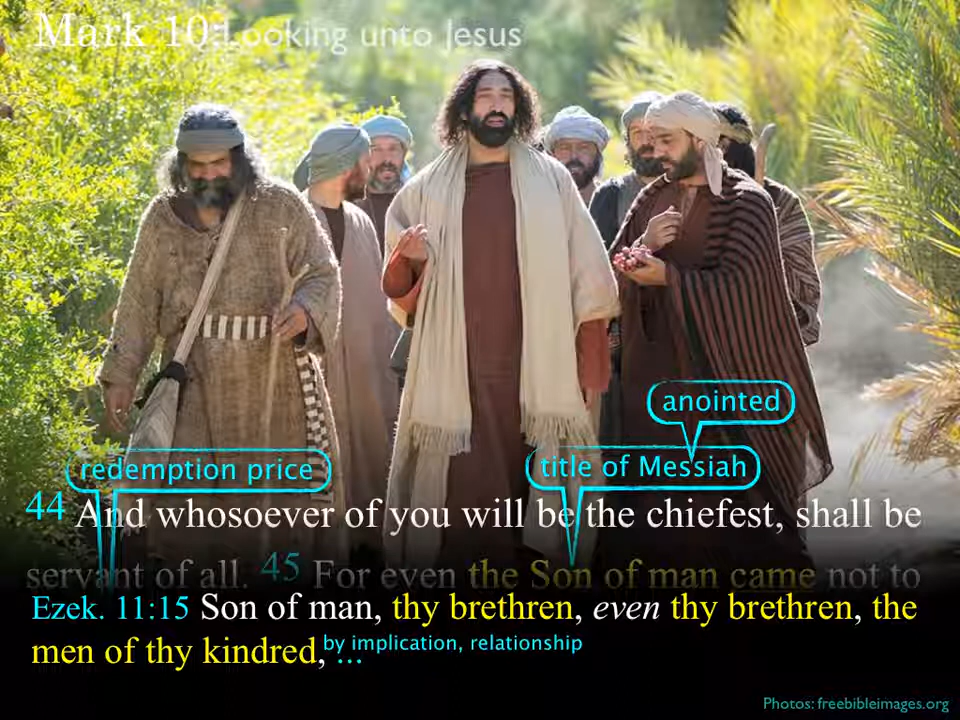 Mark 10: Looking unto Jesus
anointed
redemption price
title of Messiah
44 And whosoever of you will be the chiefest, shall be
servant of all. 45 For even the Son of man came not to
Ezek. 11:15 Son of man, thy brethren, even thy brethren, the
men of thy kindred, ... by implication, relationship
Photos: freebibleimages.org